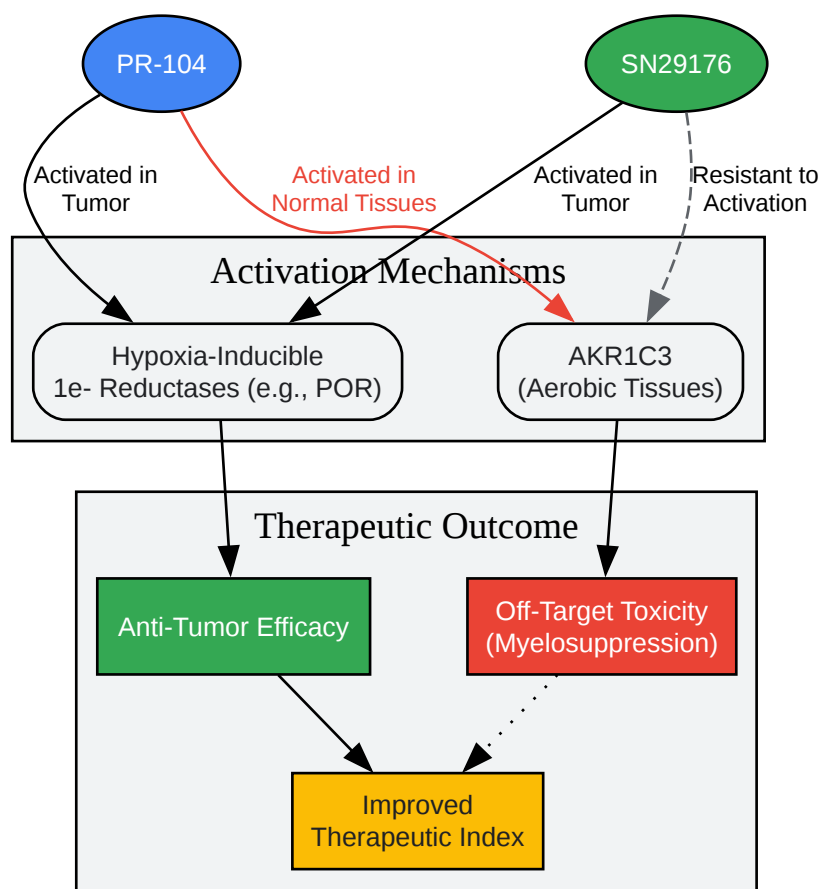 PR-104
SN29176
Activated in
Tumor
Activated in
Normal Tissues
Activated in
Tumor
Resistant to
Activation
Activation Mechanisms
Hypoxia-Inducible
1e- Reductases (e.g., POR)
AKR1C3
(Aerobic Tissues)
Therapeutic Outcome
Anti-Tumor Efficacy
Off-Target Toxicity
(Myelosuppression)
Improved
Therapeutic Index